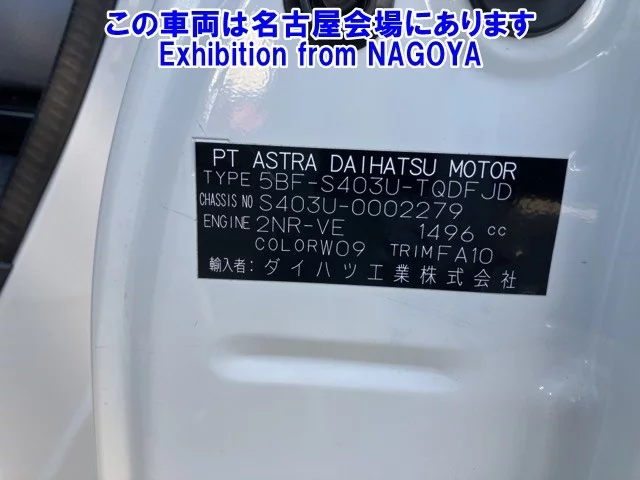 この車両は名古屋会場にあります
Exhibition from NAGOYA
PT ASTRA DAIHATSU MOTOR
TYPE 5BF-S403U-TQDFJD
CHASSIS NO S403U-0002279
ENGINE 2NR-VE 1496 cc
COLOR W09 TRIM FA10
輸入者: ダイハツ工業株式会社